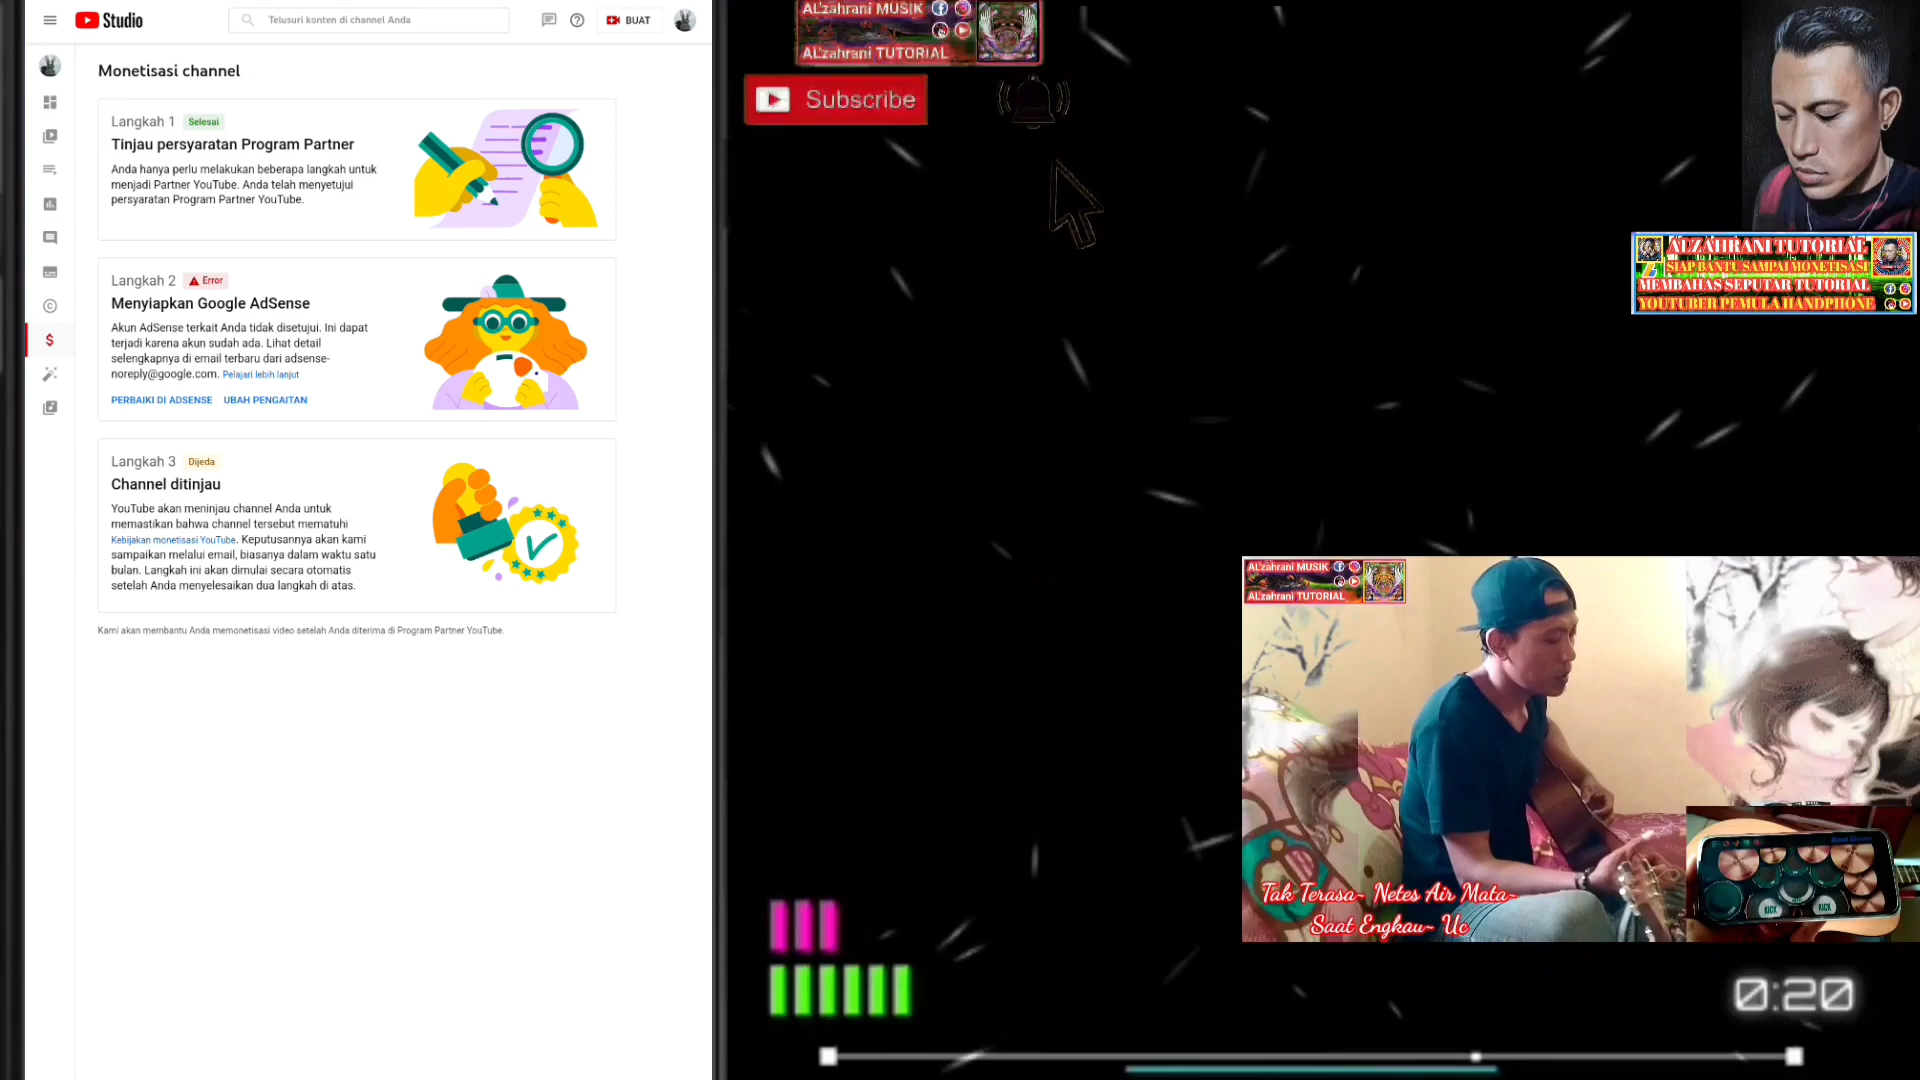 Studio
Telusuri konten di channel Anda
BUAT
Monetisasi channel
Langkah 1 Selesai
Tinjau persyaratan Program Partner
Anda hanya perlu melakukan beberapa langkah untuk
menjadi Partner YouTube. Anda telah menyetujui
persyaratan Program Partner YouTube.
Langkah 2 Error
Menyiapkan Google AdSense
Akun AdSense terkait Anda tidak disetujui. Ini dapat
terjadi karena akun sudah ada. Lihat detail
selengkapnya di email terbaru dari adsense-
noreply@google.com. Pelajari lebih lanjut
PERBAIKI DI ADSENSE UBAH PENGAITAN
Langkah 3 Dijeda
Channel ditinjau
YouTube akan meninjau channel Anda untuk
memastikan bahwa channel tersebut mematuhi
Kebijakan monetisasi YouTube. Keputusannya akan kami
sampaikan melalui email, biasanya dalam waktu satu
bulan. Langkah ini akan dimulai secara otomatis
setelah Anda menyelesaikan dua langkah di atas.
Kami akan membantu Anda memonetisasi video setelah Anda diterima di Program Partner YouTube.
AL'zahrani MUSIK
AL'zahrani TUTORIAL
Subscribe
ALZAHRANI TUTORIAL
SIAP BANTU SAMPAI MONETISASI
MEMBAHAS SEPUTAR TUTORIAL
YOUTUBER PEMULA HANDPHONE
AL'zahrani MUSIK
AL'zahrani TUTORIAL
Tak Terasa~ Netes Air Mata~
Saat Engkau~ Uc
KICK
KICK
0:20